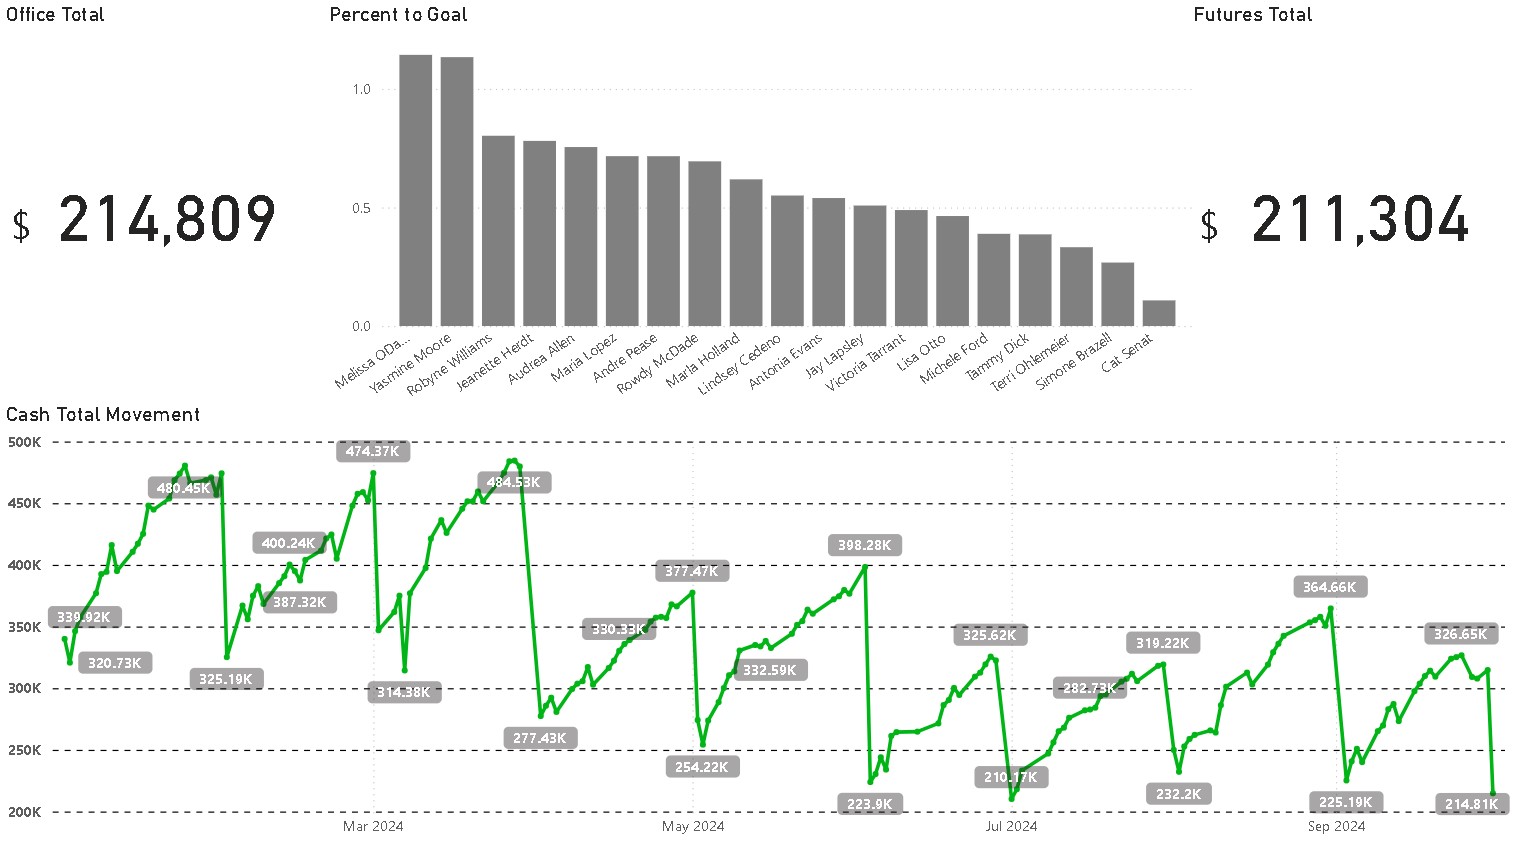 Office Total
Percent to Goal
Futures Total
1.0
0.5
0.0
$ 214,809
$ 211,304
Melissa ODa...
Yasmine Moore
Robyne Williams
Jeanette Herdt
Audrea Allen
Maria Lopez
Andre Pease
Rowdy McDade
Marla Holland
Lindsey Cedeno
Antonia Evans
Jay Lapsley
Victoria Tarrant
Lisa Otto
Michele Ford
Tammy Dick
Terri Ohlemeier
Simone Brazell
Cat Senat
Cash Total Movement
500K
450K
400K
350K
300K
250K
200K
339.92K
320.73K
480.45K
325.19K
400.24K
387.32K
474.37K
314.38K
484.53K
277.43K
330.33K
377.47K
254.22K
332.59K
398.28K
223.9K
325.62K
210.17K
282.73K
319.22K
232.2K
364.66K
225.19K
326.65K
214.81K
Mar 2024
May 2024
Jul 2024
Sep 2024